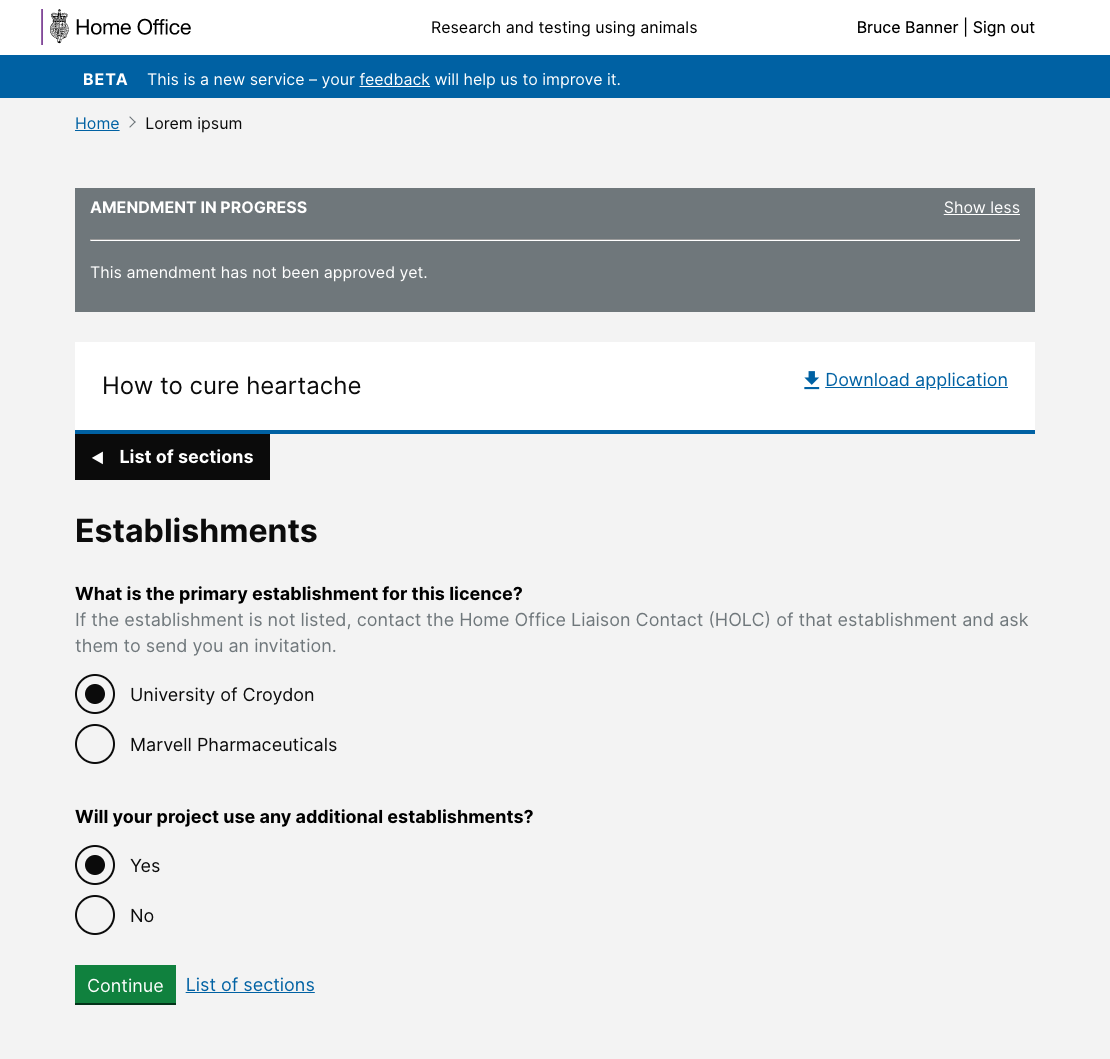 Home Office
Research and testing using animals
Bruce Banner | Sign out
BETA This is a new service – your feedback will help us to improve it.
Home > Lorem ipsum
AMENDMENT IN PROGRESS
Show less
This amendment has not been approved yet.
How to cure heartache
Download application
List of sections
Establishments
What is the primary establishment for this licence?
If the establishment is not listed, contact the Home Office Liaison Contact (HOLC) of that establishment and ask
them to send you an invitation.
University of Croydon
Marvell Pharmaceuticals
Will your project use any additional establishments?
Yes
No
Continue
List of sections